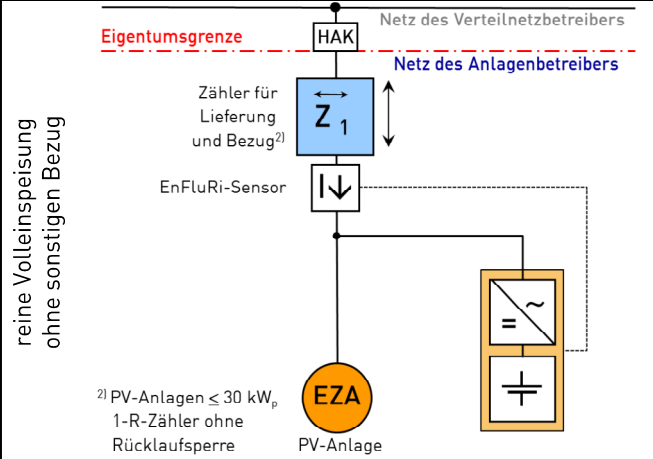 Netz des Verteilnetzbetreibers
HAK
Eigentumsgrenze
Netz des Anlagenbetreibers
Zähler für
Lieferung
und Bezug2)
Z 1
EnFluRi-Sensor
I↓
reine Volleinspeisung
ohne sonstigen Bezug
~
=
EZA
PV-Anlage
2) PV-Anlagen ≤ 30 kWp
1-R-Zähler ohne
Rücklaufsperre